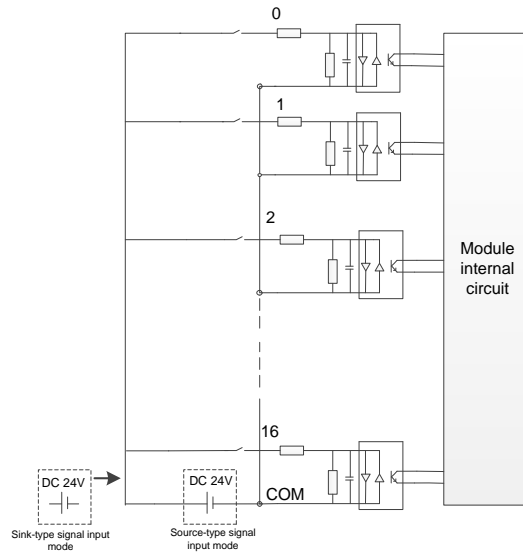 0
1
2
Module
internal
circuit
16
DC 24V
DC 24V
COM
Sink-type signal input
mode
Source-type signal
input mode